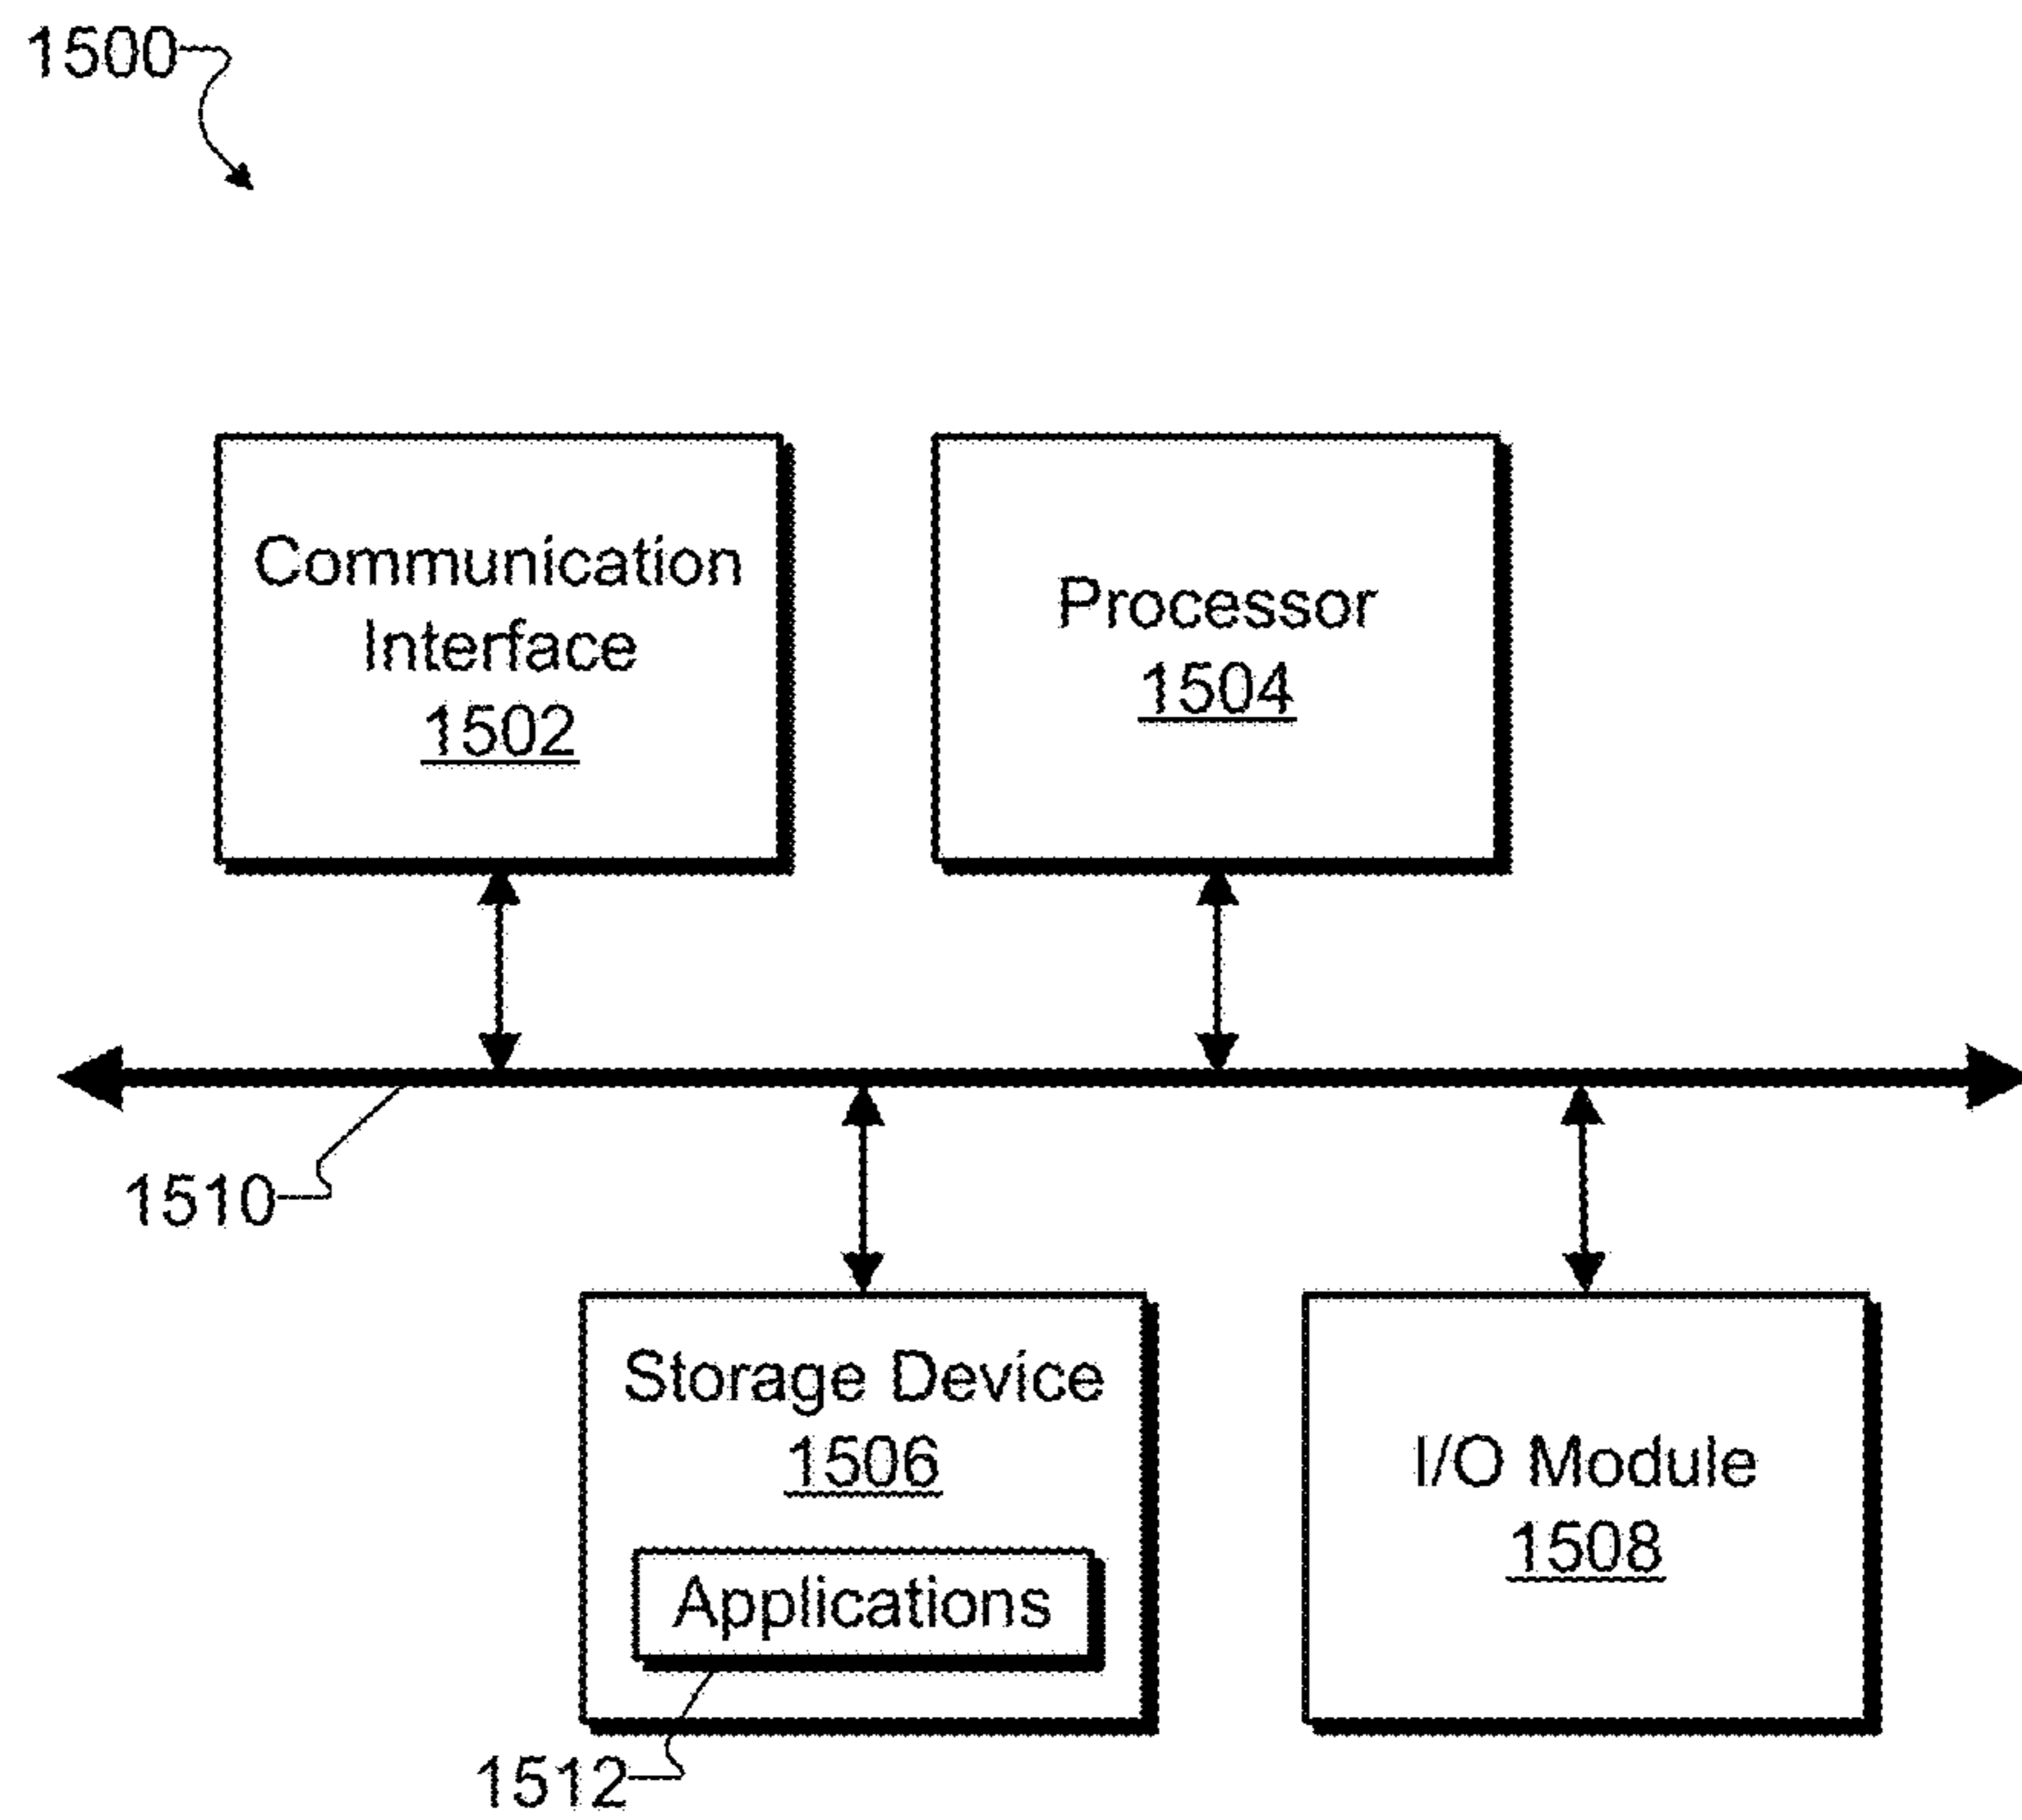 1500
Communication
Interface
1502
Processor
1504
1510
Storage Device
1506
Applications
1512
I/O Module
1508